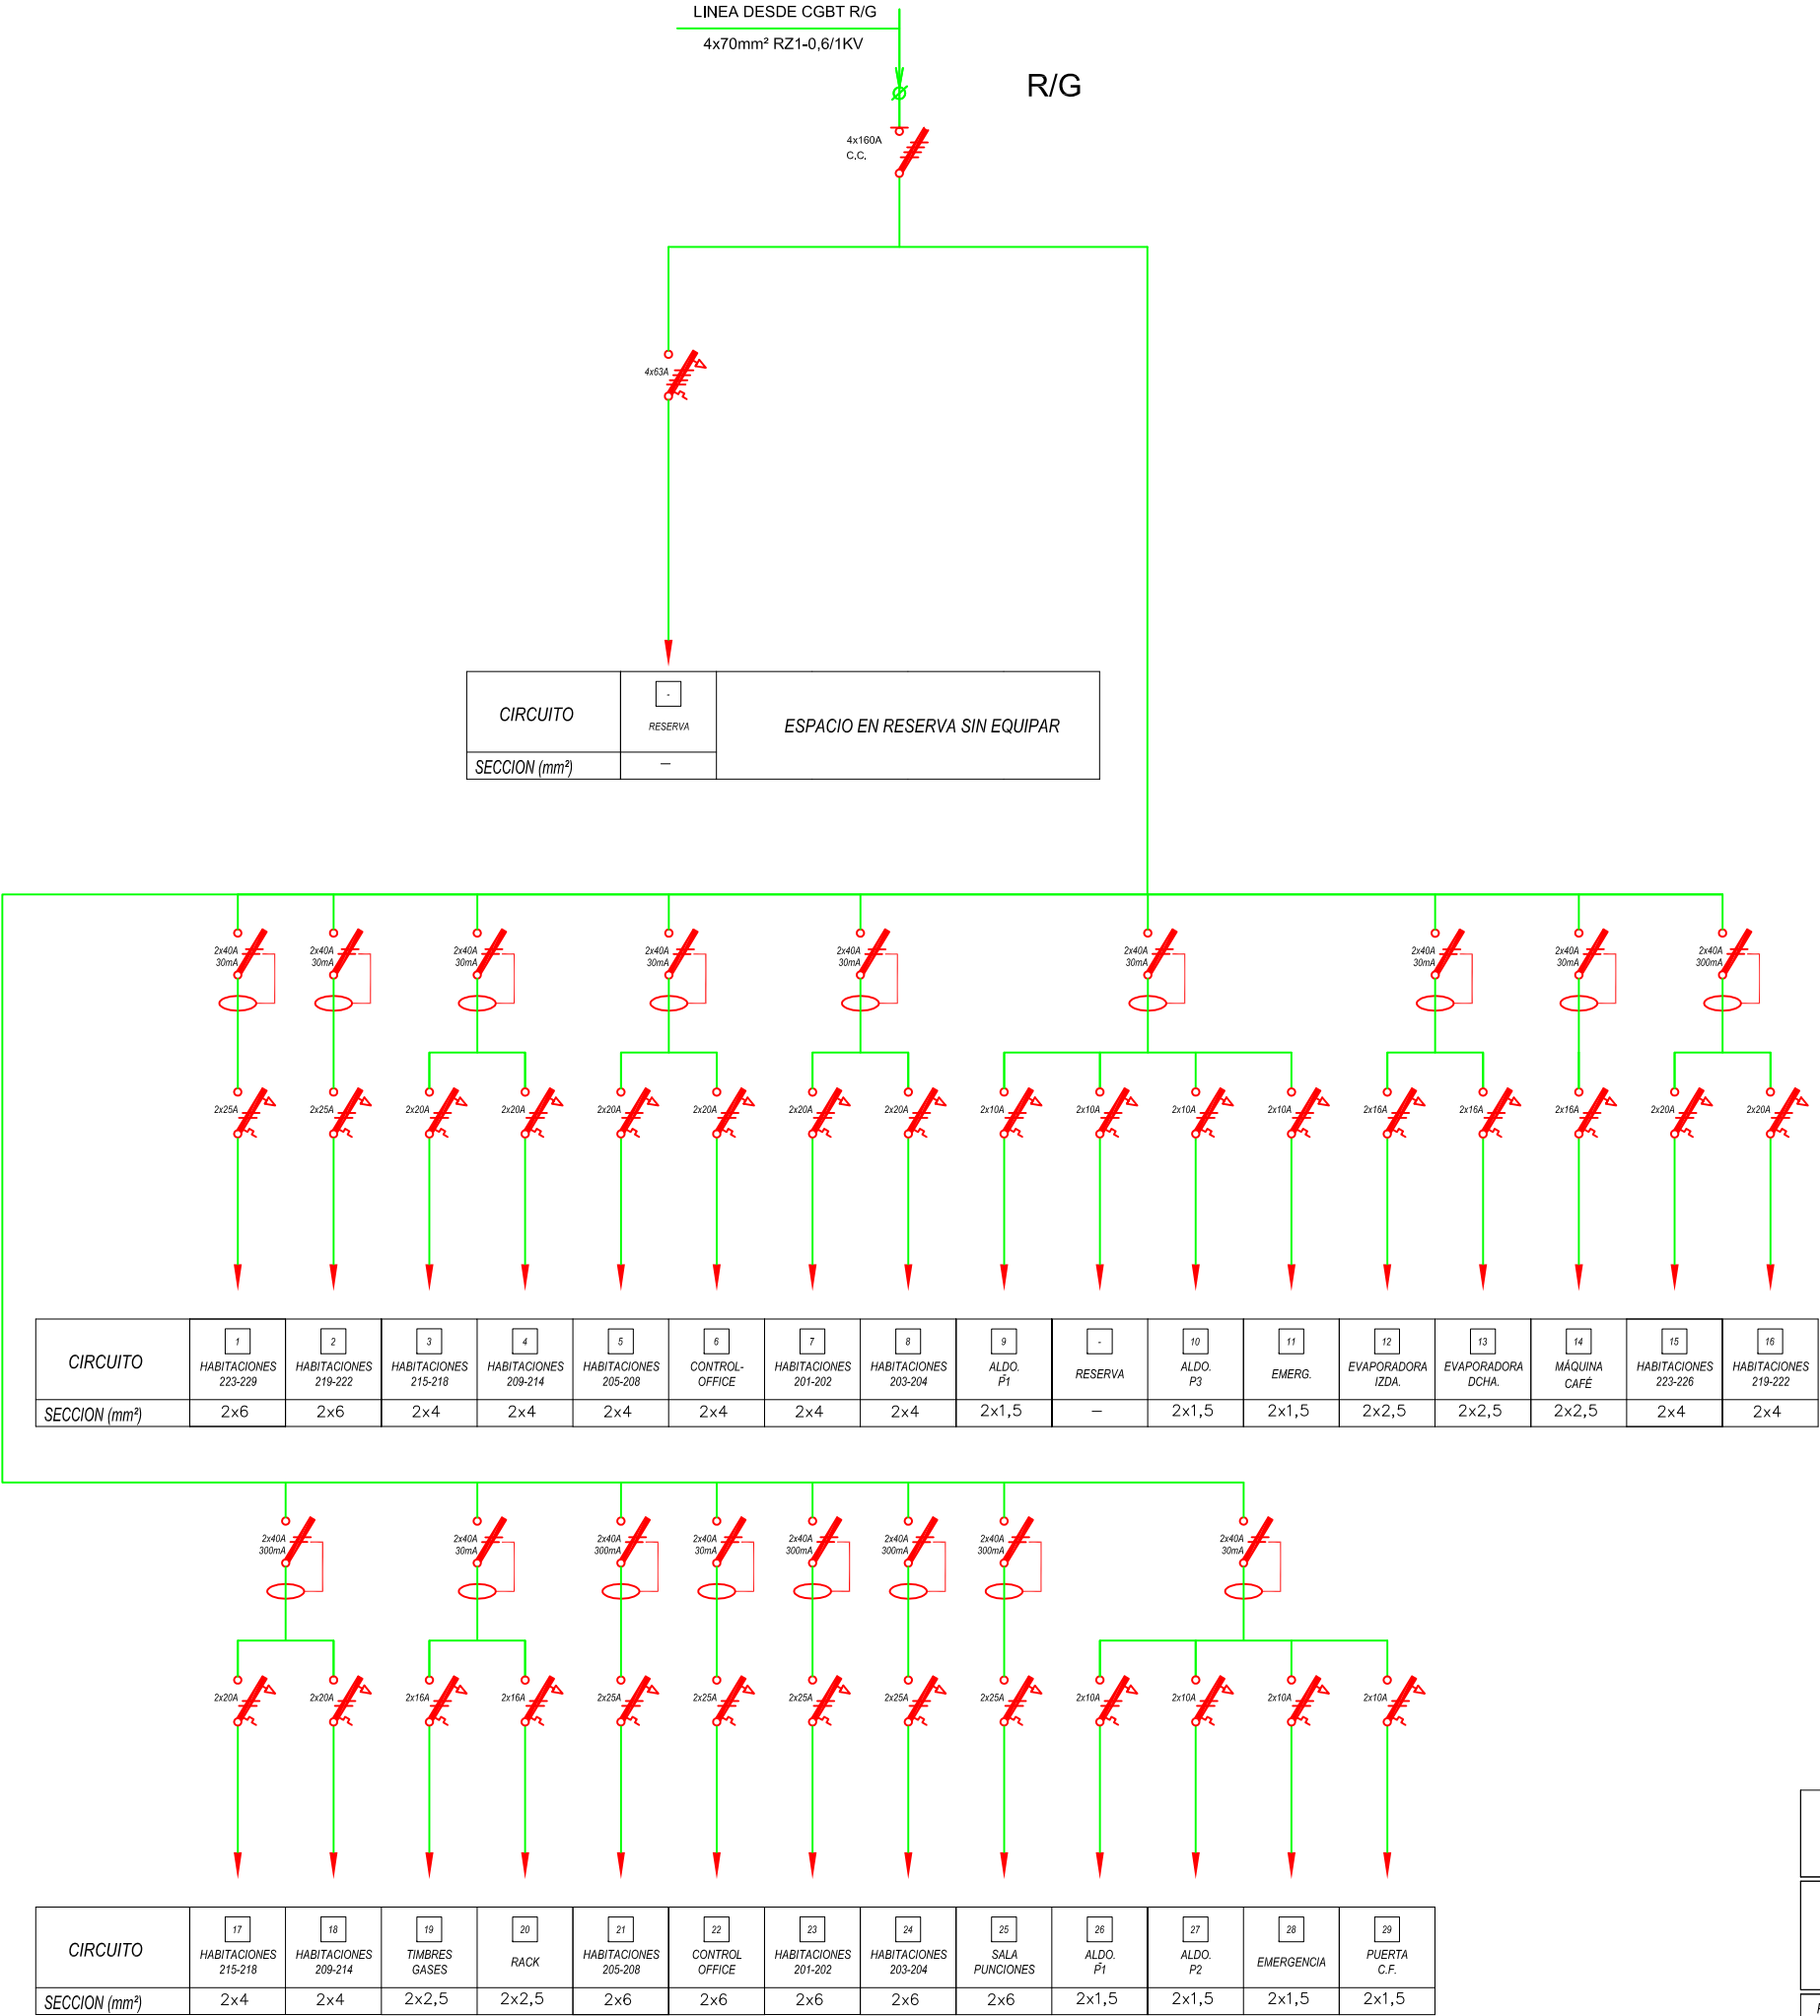 LINEA DESDE CGBT R/G
4x70mm² RZ1-0,6/1KV
R/G
4x160A
C.C.
4x63A
CIRCUITO - RESERVA ESPACIO EN RESERVA SIN EQUIPAR
SECCION (mm²) –
2x40A 2x40A 2x40A 2x40A 2x40A 2x40A 2x40A 2x40A 2x40A
30mA 30mA 30mA 30mA 30mA 30mA 30mA 30mA 300mA
2x25A 2x25A 2x20A 2x20A 2x20A 2x20A 2x20A 2x20A 2x10A 2x10A 2x10A 2x10A 2x16A 2x16A 2x16A 2x20A 2x20A
1 2 3 4 5 6 7 8 9 - 10 11 12 13 14 15 16
CIRCUITO
HABITACIONES HABITACIONES HABITACIONES HABITACIONES HABITACIONES CONTROL- HABITACIONES HABITACIONES ALDO. RESERVA ALDO. EMERG. EVAPORADORA EVAPORADORA MÁQUINA HABITACIONES HABITACIONES
223-229 219-222 215-218 209-214 205-208 OFFICE 201-202 203-204 P1 P3 IZDA. DCHA. CAFÉ 223-226 219-222
SECCION (mm²) 2x6 2x6 2x4 2x4 2x4 2x4 2x4 2x4 2x1,5 – 2x1,5 2x1,5 2x2,5 2x2,5 2x2,5 2x4 2x4
2x40A 2x40A 2x40A 2x40A 2x40A 2x40A 2x40A 2x40A
300mA 30mA 300mA 30mA 300mA 300mA 300mA 30mA
2x20A 2x20A 2x16A 2x16A 2x25A 2x25A 2x25A 2x25A 2x25A 2x10A 2x10A 2x10A 2x10A
17 18 19 20 21 22 23 24 25 26 27 28 29
CIRCUITO
HABITACIONES HABITACIONES TIMBRES RACK HABITACIONES CONTROL HABITACIONES HABITACIONES SALA ALDO. ALDO. EMERGENCIA PUERTA
215-218 209-214 GASES 205-208 OFFICE 201-202 203-204 PUNCIONES P1 P2 C.F.
SECCION (mm²) 2x4 2x4 2x2,5 2x2,5 2x6 2x6 2x6 2x6 2x6 2x1,5 2x1,5 2x1,5 2x1,5